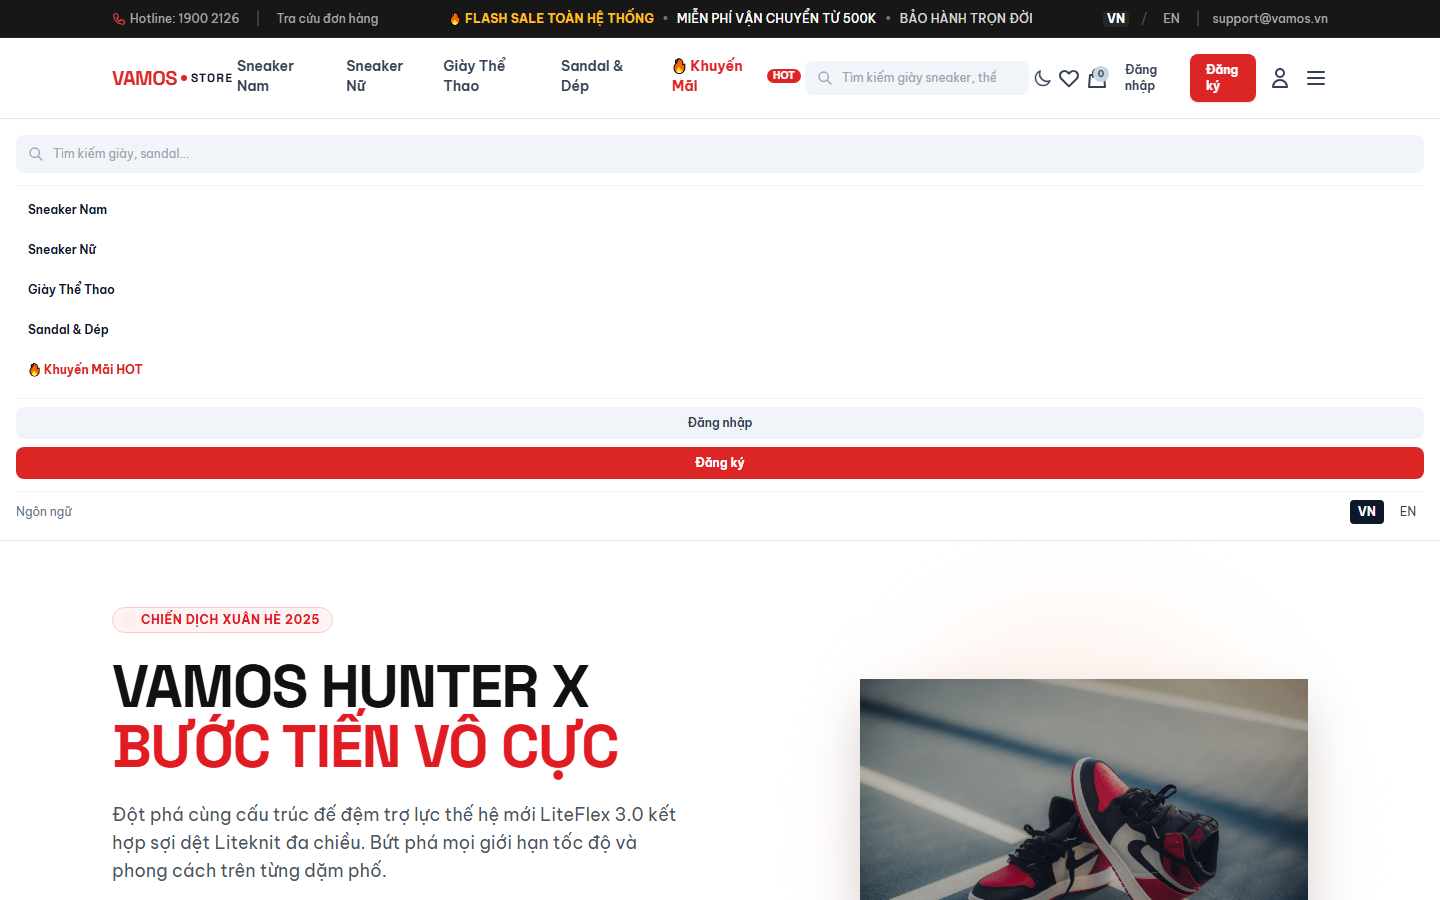 Hotline: 1900 2126 | Tra cứu đơn hàng
🔥 FLASH SALE TOÀN HỆ THỐNG • MIỄN PHÍ VẬN CHUYỂN TỪ 500K • BẢO HÀNH TRỌN ĐỜI
VN / EN | support@vamos.vn
VAMOS • STORE
Sneaker Nam
Sneaker Nữ
Giày Thể Thao
Sandal & Dép
🔥 Khuyến Mãi HOT
Tìm kiếm giày sneaker, thể
0
Đăng nhập
Đăng ký
Tìm kiếm giày, sandal...
Sneaker Nam
Sneaker Nữ
Giày Thể Thao
Sandal & Dép
🔥 Khuyến Mãi HOT
Đăng nhập
Đăng ký
Ngôn ngữ
VN EN
CHIẾN DỊCH XUÂN HÈ 2025
VAMOS HUNTER X
BƯỚC TIẾN VÔ CỰC
Đột phá cùng cấu trúc đế đệm trợ lực thế hệ mới LiteFlex 3.0 kết
hợp sợi dệt Liteknit đa chiều. Bứt phá mọi giới hạn tốc độ và
phong cách trên từng dặm phố.